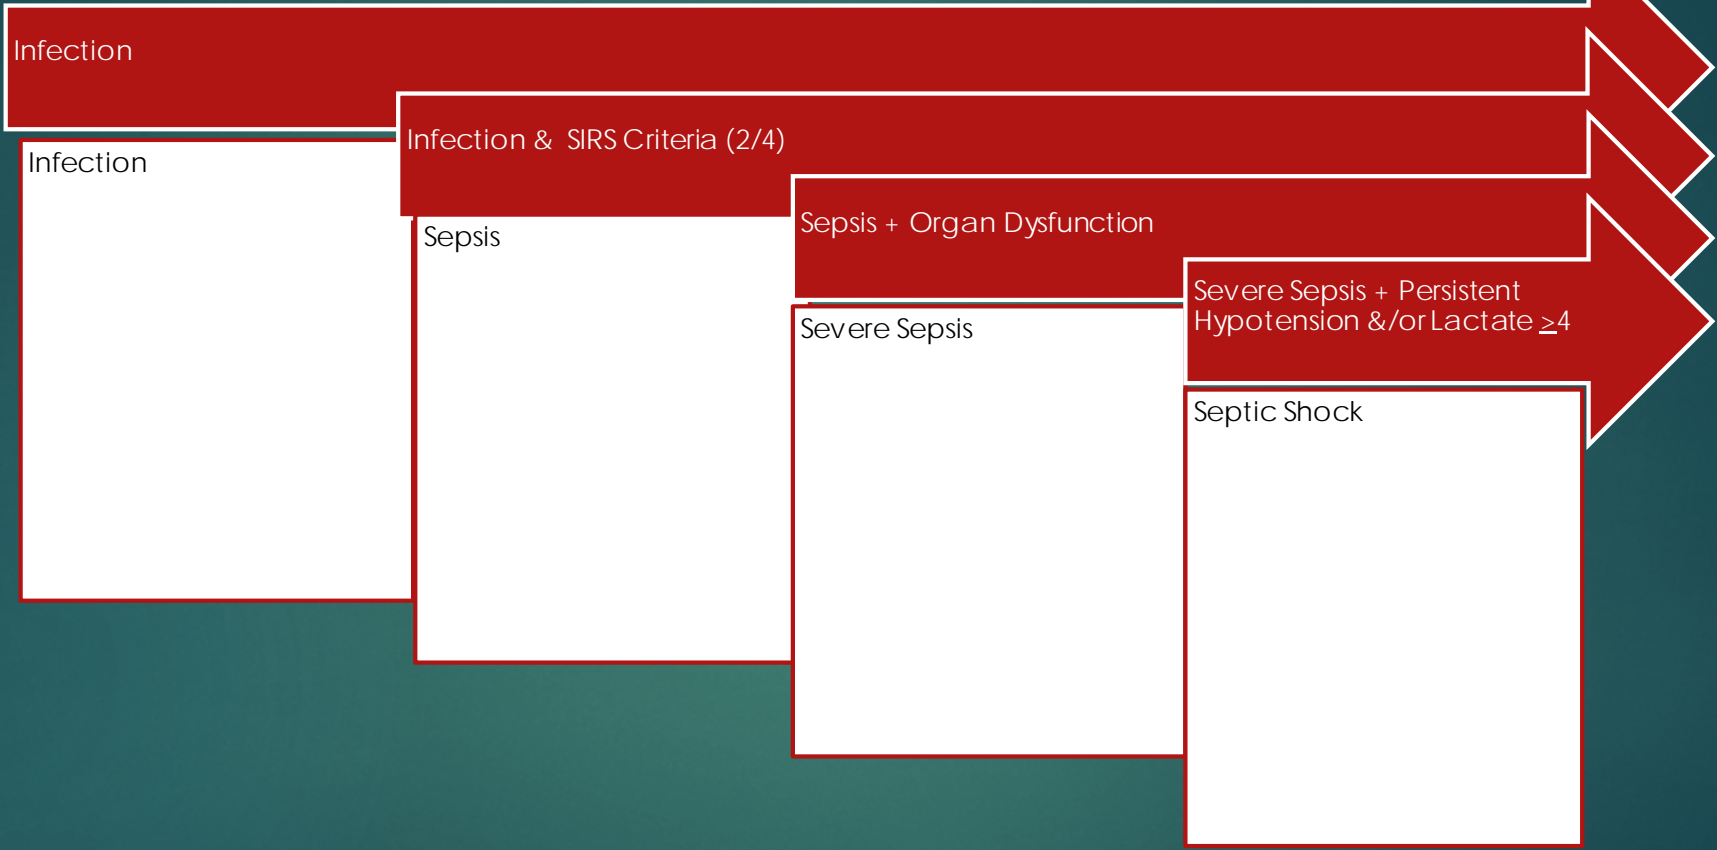 Infection
Infection
Infection & SIRS Criteria (2/4)
Sepsis
Sepsis + Organ Dysfunction
Severe Sepsis
Severe Sepsis + Persistent
Hypotension &/or Lactate ≥4
Septic Shock